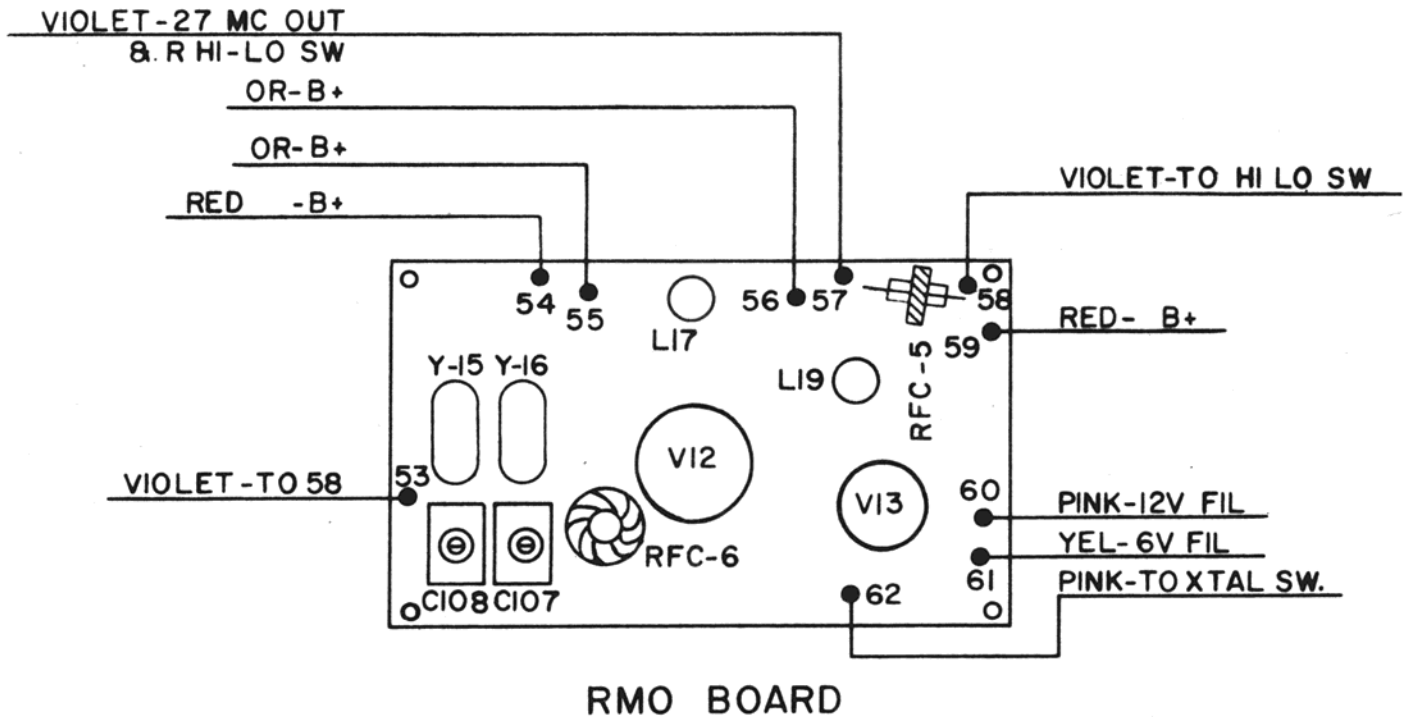 VIOLET-27 MC OUT
& R HI-LO SW
OR-B+
OR-B+
RED -B+
VIOLET-TO HI LO SW
54
55
L17
56
57
58
59
RED- B+
RFC-5
Y-15 Y-16
L19
V12
V13
53
VIOLET-TO 58
60
PINK-12V FIL
YEL-6V FIL
61
PINK-TO XTAL SW.
RFC-6
62
C108 C107
RMO BOARD